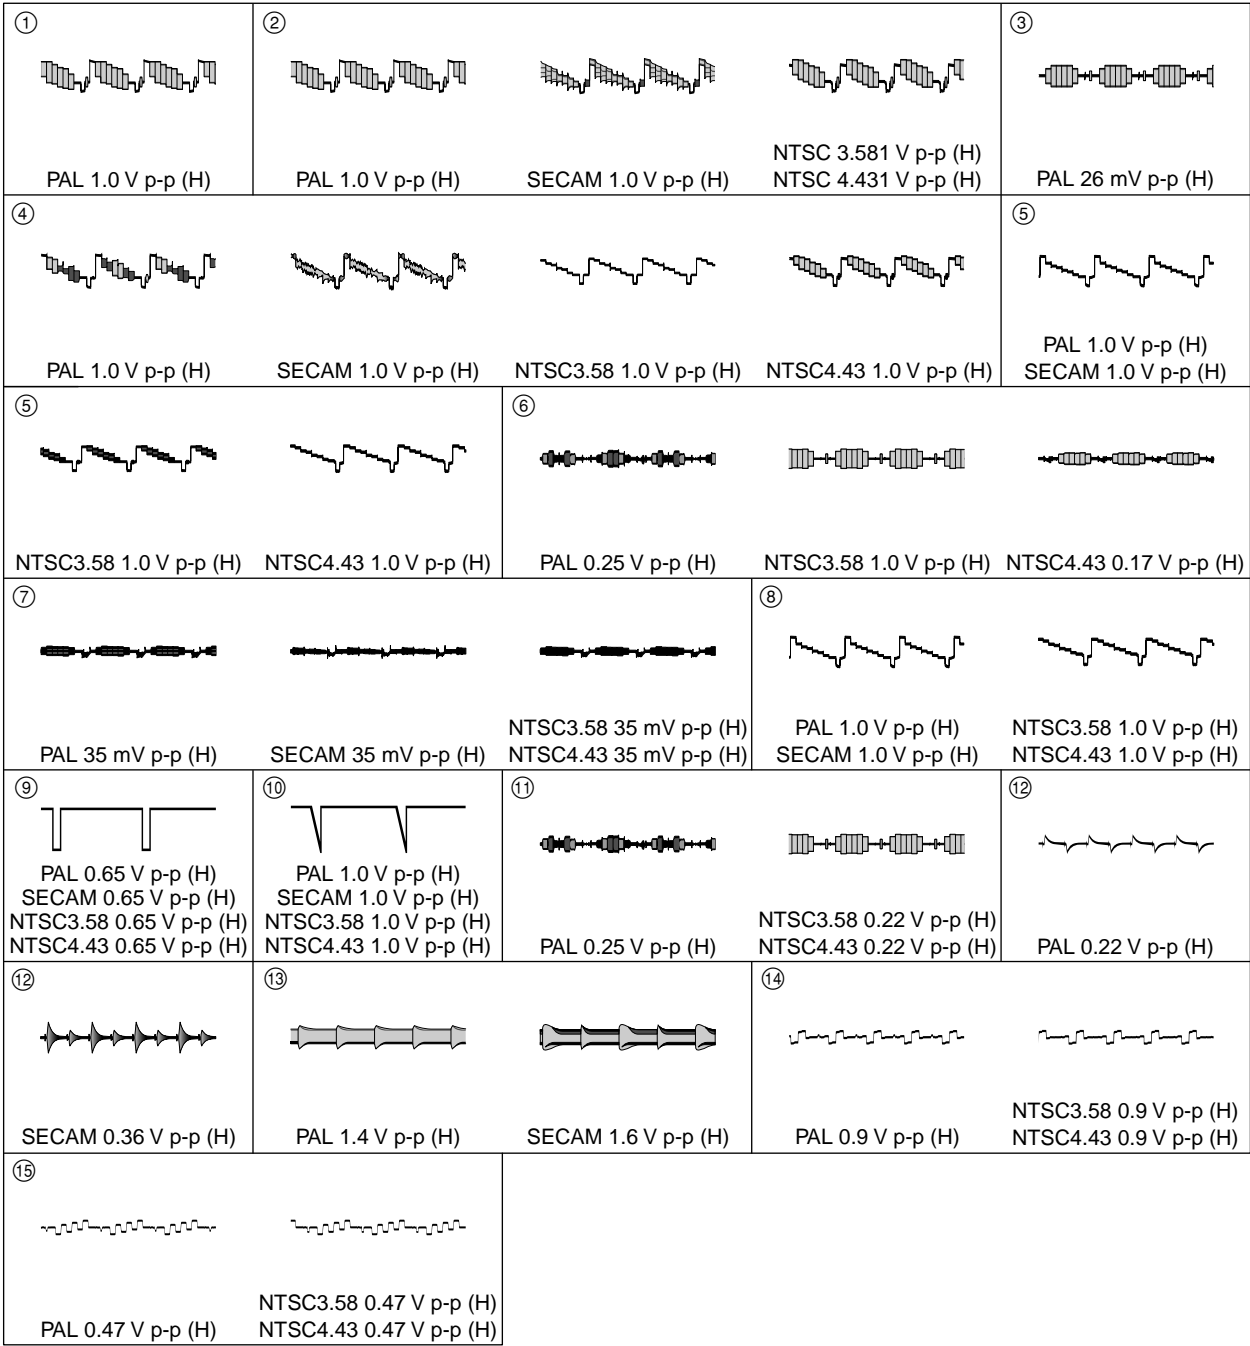 ①
PAL 1.0 V p-p (H)
②
PAL 1.0 V p-p (H)
SECAM 1.0 V p-p (H)
NTSC 3.581 V p-p (H)
NTSC 4.431 V p-p (H)
③
PAL 26 mV p-p (H)
④
PAL 1.0 V p-p (H)
SECAM 1.0 V p-p (H)
NTSC3.58 1.0 V p-p (H)
NTSC4.43 1.0 V p-p (H)
⑤
PAL 1.0 V p-p (H)
SECAM 1.0 V p-p (H)
⑤
NTSC3.58 1.0 V p-p (H)
NTSC4.43 1.0 V p-p (H)
⑥
PAL 0.25 V p-p (H)
NTSC3.58 1.0 V p-p (H)
NTSC4.43 0.17 V p-p (H)
⑦
PAL 35 mV p-p (H)
SECAM 35 mV p-p (H)
NTSC3.58 35 mV p-p (H)
NTSC4.43 35 mV p-p (H)
⑧
PAL 1.0 V p-p (H)
SECAM 1.0 V p-p (H)
NTSC3.58 1.0 V p-p (H)
NTSC4.43 1.0 V p-p (H)
⑨
PAL 0.65 V p-p (H)
SECAM 0.65 V p-p (H)
NTSC3.58 0.65 V p-p (H)
NTSC4.43 0.65 V p-p (H)
⑩
PAL 1.0 V p-p (H)
SECAM 1.0 V p-p (H)
NTSC3.58 1.0 V p-p (H)
NTSC4.43 1.0 V p-p (H)
⑪
PAL 0.25 V p-p (H)
NTSC3.58 0.22 V p-p (H)
NTSC4.43 0.22 V p-p (H)
⑫
PAL 0.22 V p-p (H)
⑫
SECAM 0.36 V p-p (H)
⑬
PAL 1.4 V p-p (H)
SECAM 1.6 V p-p (H)
⑭
PAL 0.9 V p-p (H)
NTSC3.58 0.9 V p-p (H)
NTSC4.43 0.9 V p-p (H)
⑮
PAL 0.47 V p-p (H)
NTSC3.58 0.47 V p-p (H)
NTSC4.43 0.47 V p-p (H)